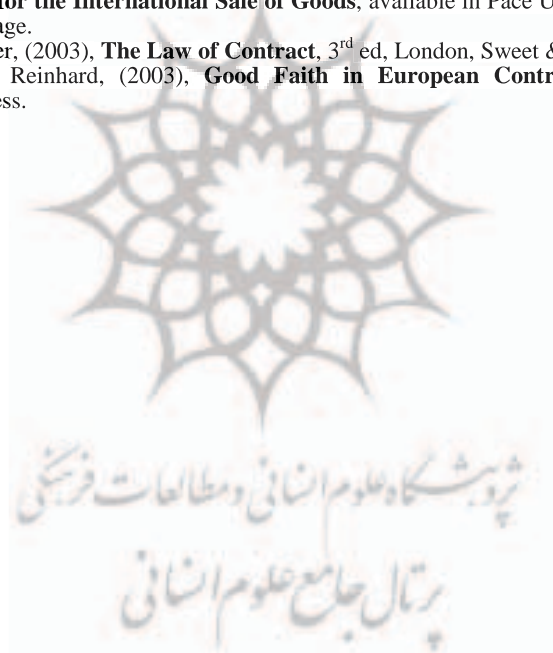 for the International Sale of Goods, available in Pace U
age.
er, (2003), The Law of Contract, 3rd ed, London, Sweet &
Reinhard, (2003), Good Faith in European Contr
ess.
پژوهشگاه علوم انسانی و مطالعات فرهنگی
پرتال جامع علوم انسانی